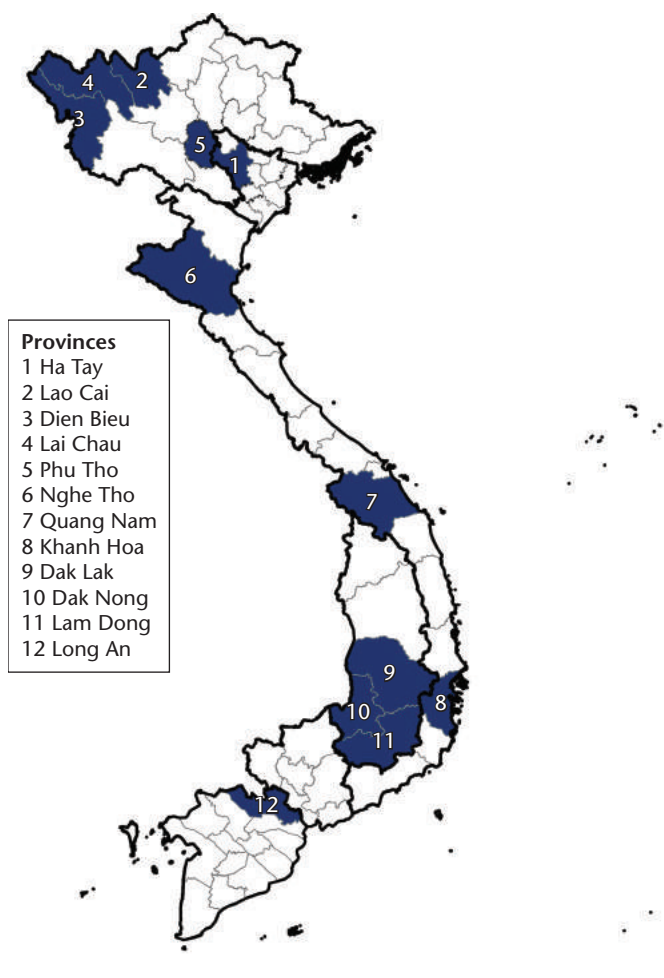 4
2
3
5
1
6
Provinces
1 Ha Tay
2 Lao Cai
3 Dien Bieu
4 Lai Chau
5 Phu Tho
6 Nghe Tho
7 Quang Nam
8 Khanh Hoa
9 Dak Lak
10 Dak Nong
11 Lam Dong
12 Long An
7
9
8
10
11
12